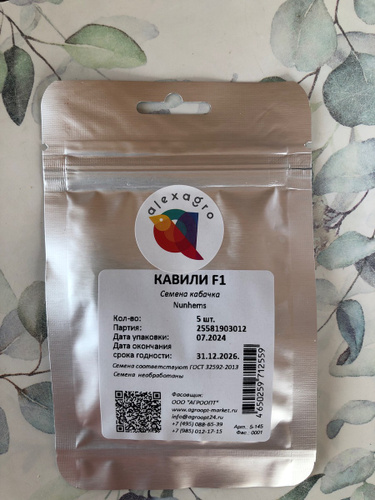 alexagro
КАВИЛИ F1
Семена кабачка
Nunhems
Кол-во: 5 шт.
Партия: 25581903012
Дата упаковки: 07.2024
Дата окончания
срока годности: 31.12.2026.
Семена соответствуют ГОСТ 32592-2013
Семена необработаны
Фасовщик:
ООО "АГРООПТ"
www.agroopt-market.ru
info@agroopt24.ru
+7 (495) 088-65-39
+7 (985) 012-17-15
4650259712559
Арт.: 5-145
Фас.: 0001